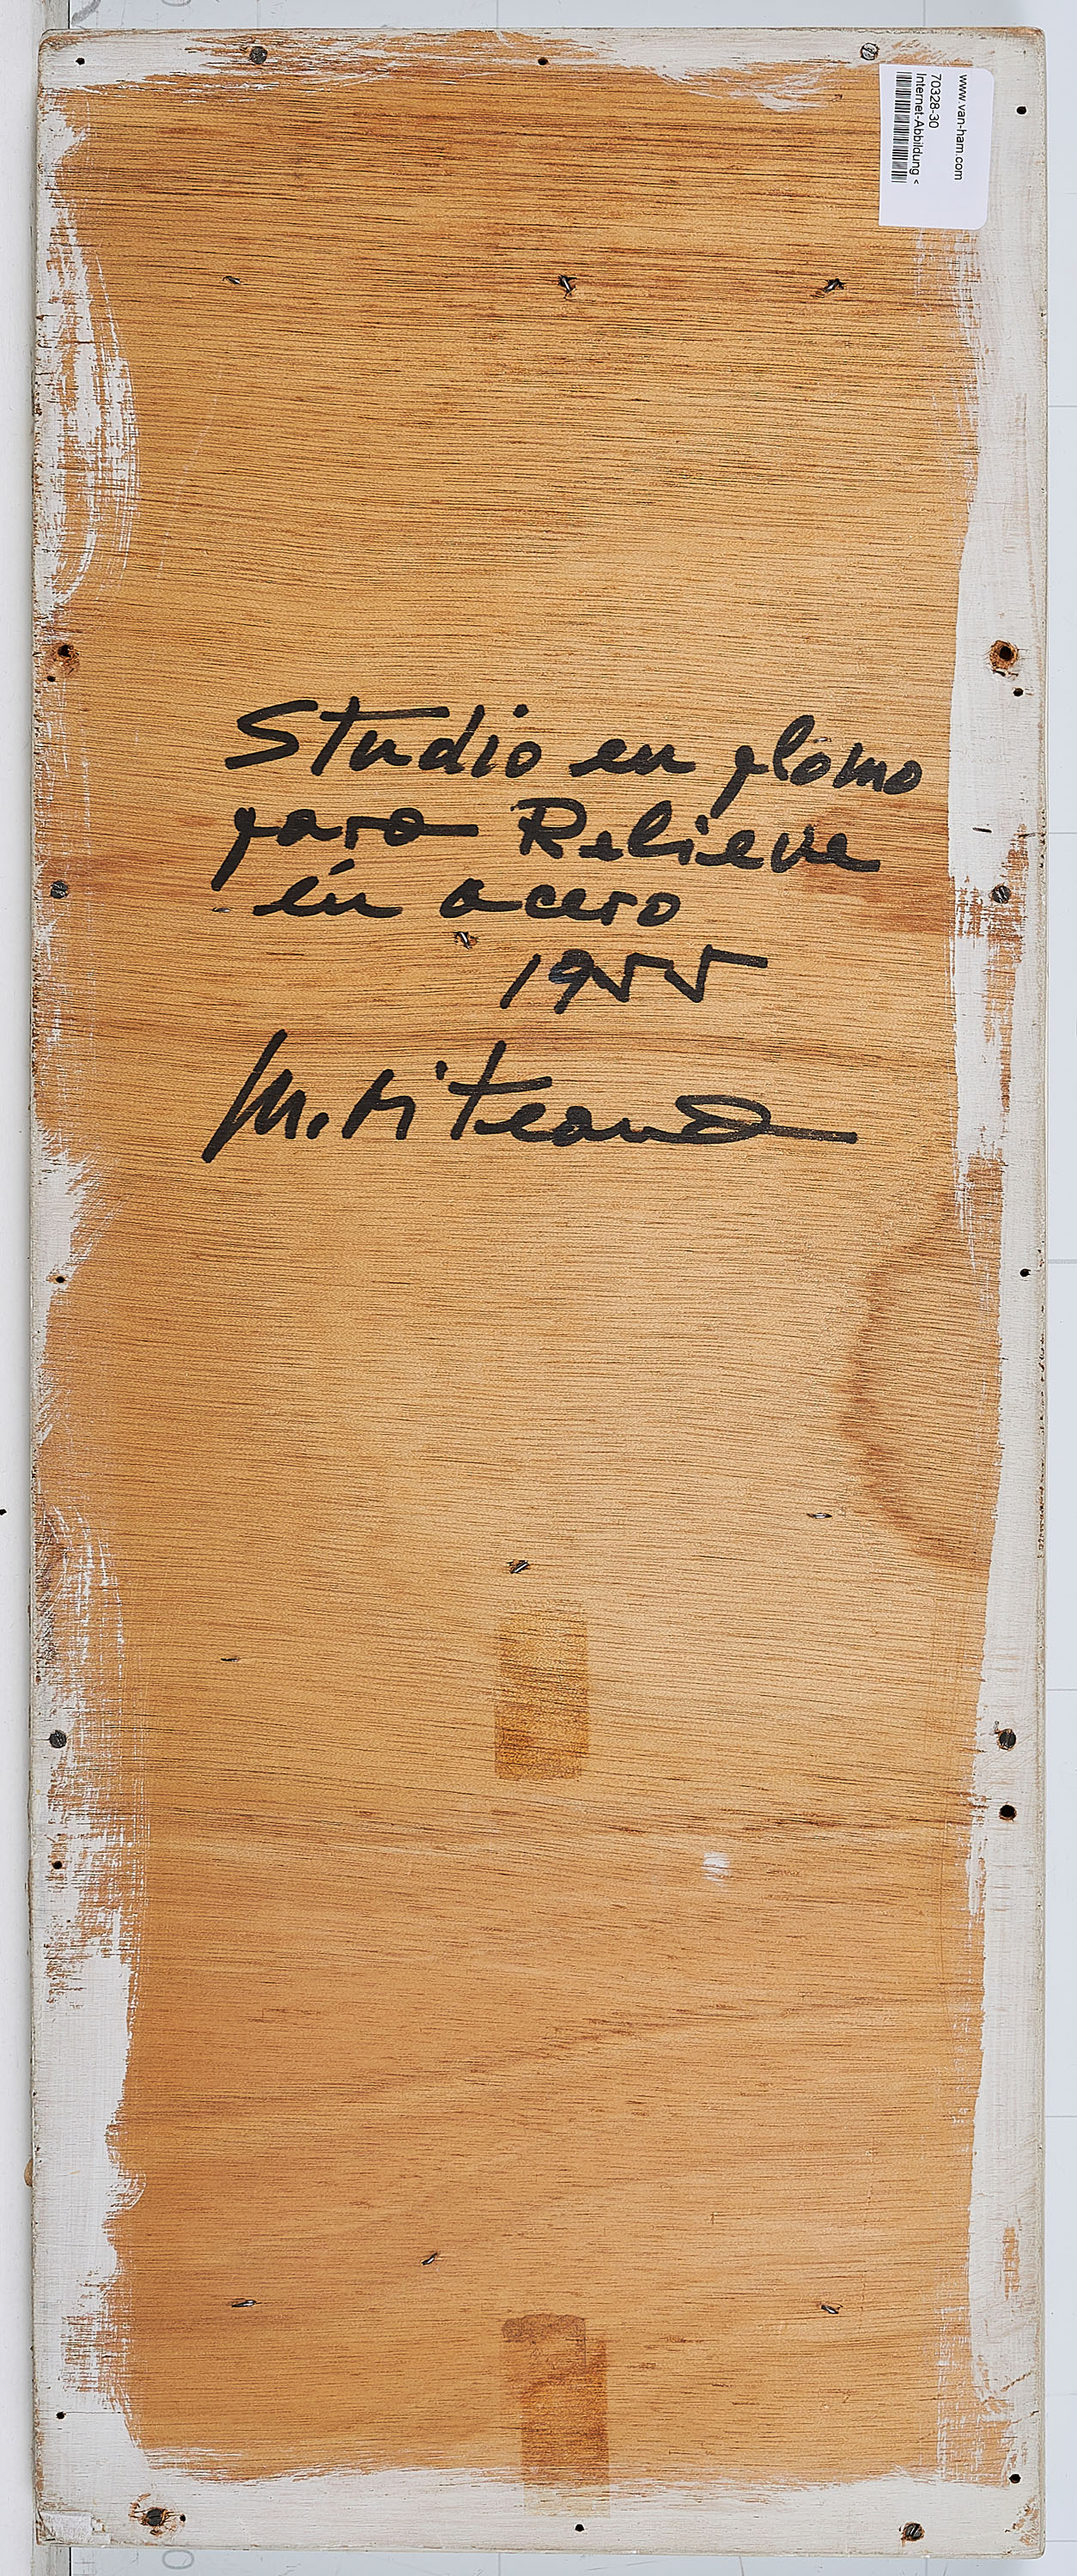 www.van-ham.com
70328-30
Internet-Abbildung <
Studio en plomo
para Relieve
en acero
1955